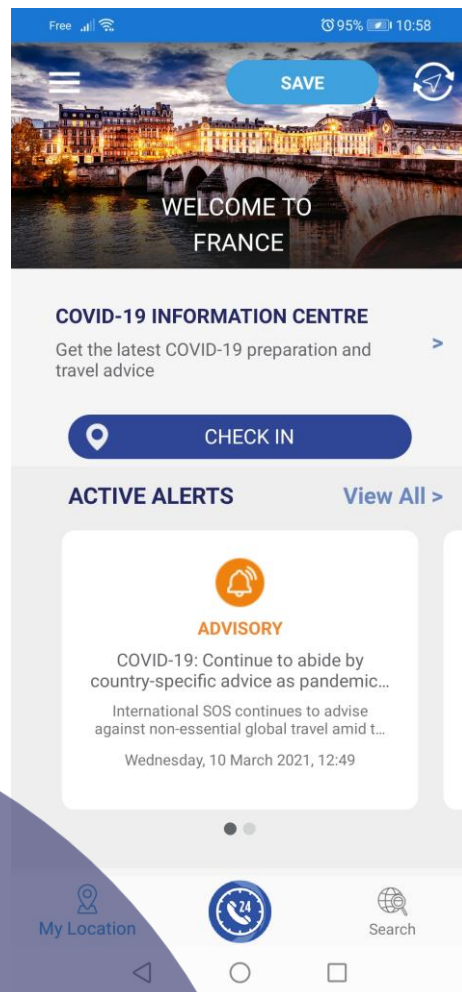 Free 95% 10:58
SAVE
WELCOME TO
FRANCE
COVID-19 INFORMATION CENTRE
Get the latest COVID-19 preparation and
travel advice
>
CHECK IN
ACTIVE ALERTS View All >
ADVISORY
COVID-19: Continue to abide by
country-specific advice as pandemic...
International SOS continues to advise
against non-essential global travel amid t...
Wednesday, 10 March 2021, 12:49
24
My Location Search